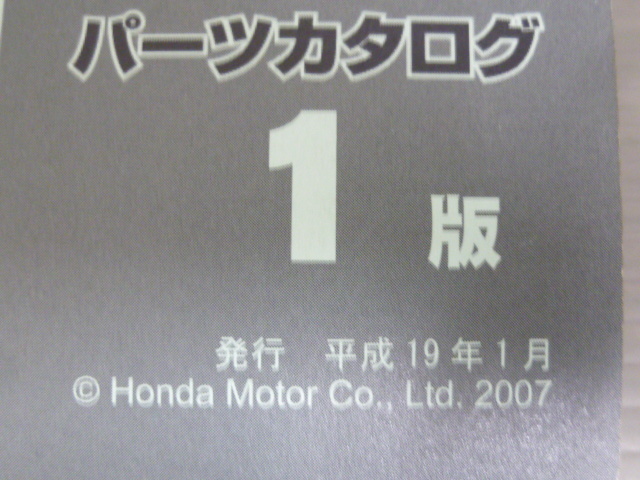 パーツカタログ
1 版
発行 平成 19 年 1 月
© Honda Motor Co., Ltd. 2007